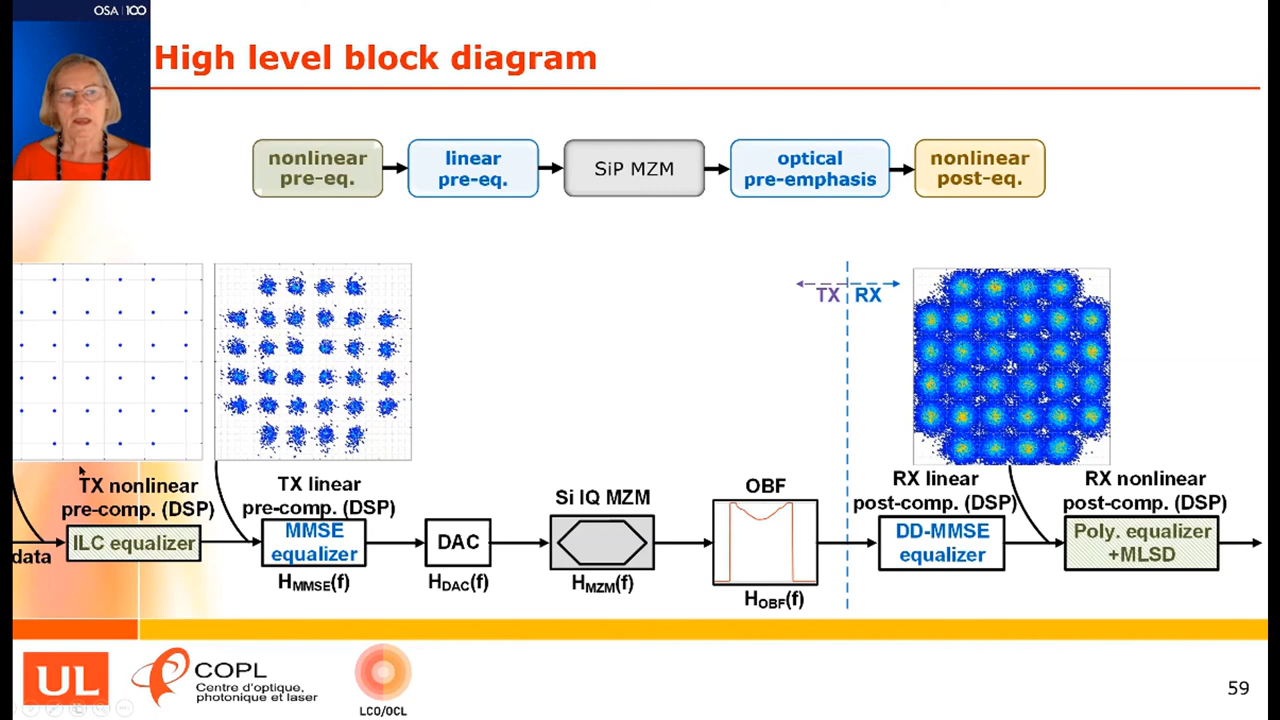 OSA 100
High level block diagram
nonlinear
pre-eq.
linear
pre-eq.
SiP MZM
optical
pre-emphasis
nonlinear
post-eq.
TX
RX
TX nonlinear
pre-comp. (DSP)
TX linear
pre-comp. (DSP)
Si IQ MZM
OBF
RX linear
post-comp. (DSP)
RX nonlinear
post-comp. (DSP)
data
ILC equalizer
MMSE
equalizer
DAC
DD-MMSE
equalizer
Poly. equalizer
+MLSD
HMMSE(f)
HDAC(f)
HMZM(f)
HOBF(f)
UL
COPL
Centre d'optique,
photonique et laser
LCO/OCL
59